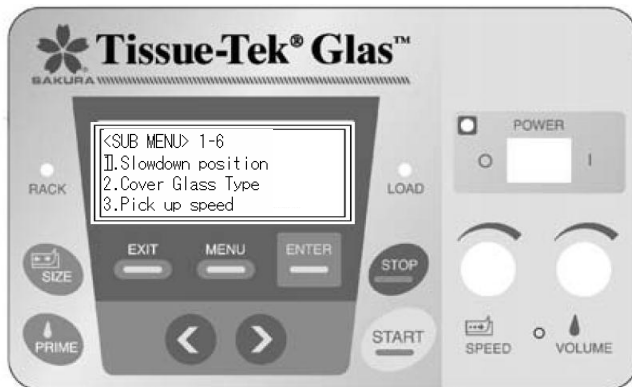 Tissue-Tek® Glas™
SAKURA
<SUB MENU> 1-6
1.Slowdown position
2.Cover Glass Type
3.Pick up speed
RACK
LOAD
EXIT
MENU
ENTER
SIZE
STOP
PRIME
START
POWER
O
I
SPEED
VOLUME